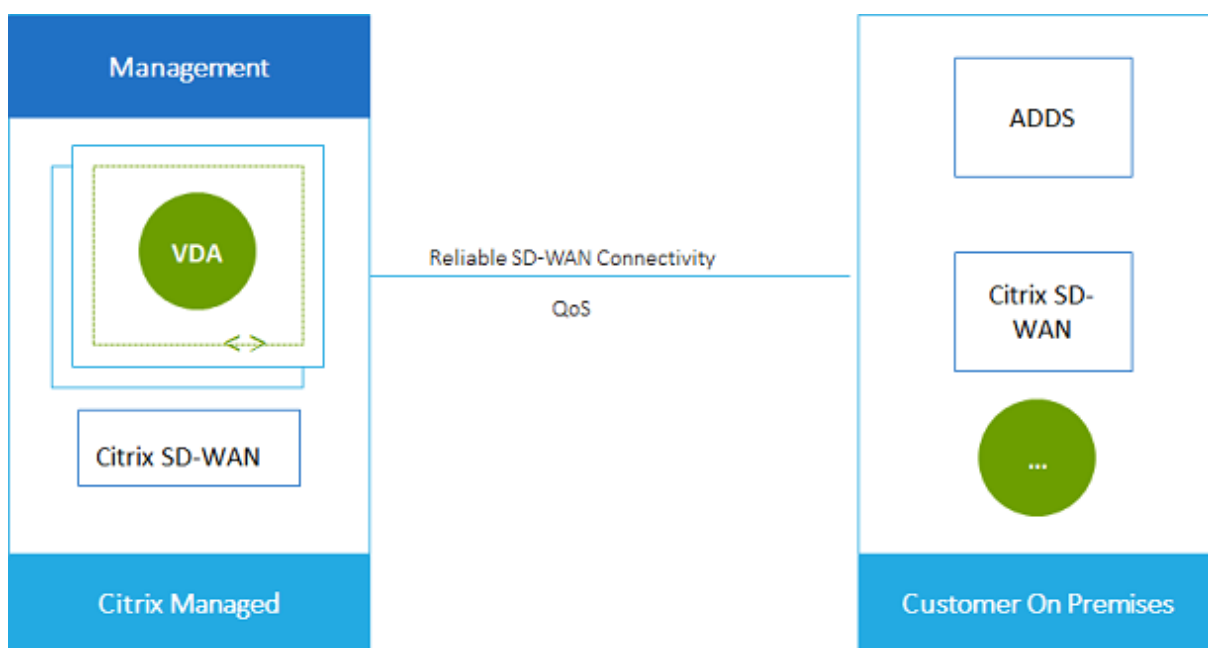 Management
VDA
< >
Citrix SD-WAN
Citrix Managed
Reliable SD-WAN Connectivity
QoS
ADDS
Citrix SD-
WAN
...
Customer On Premises